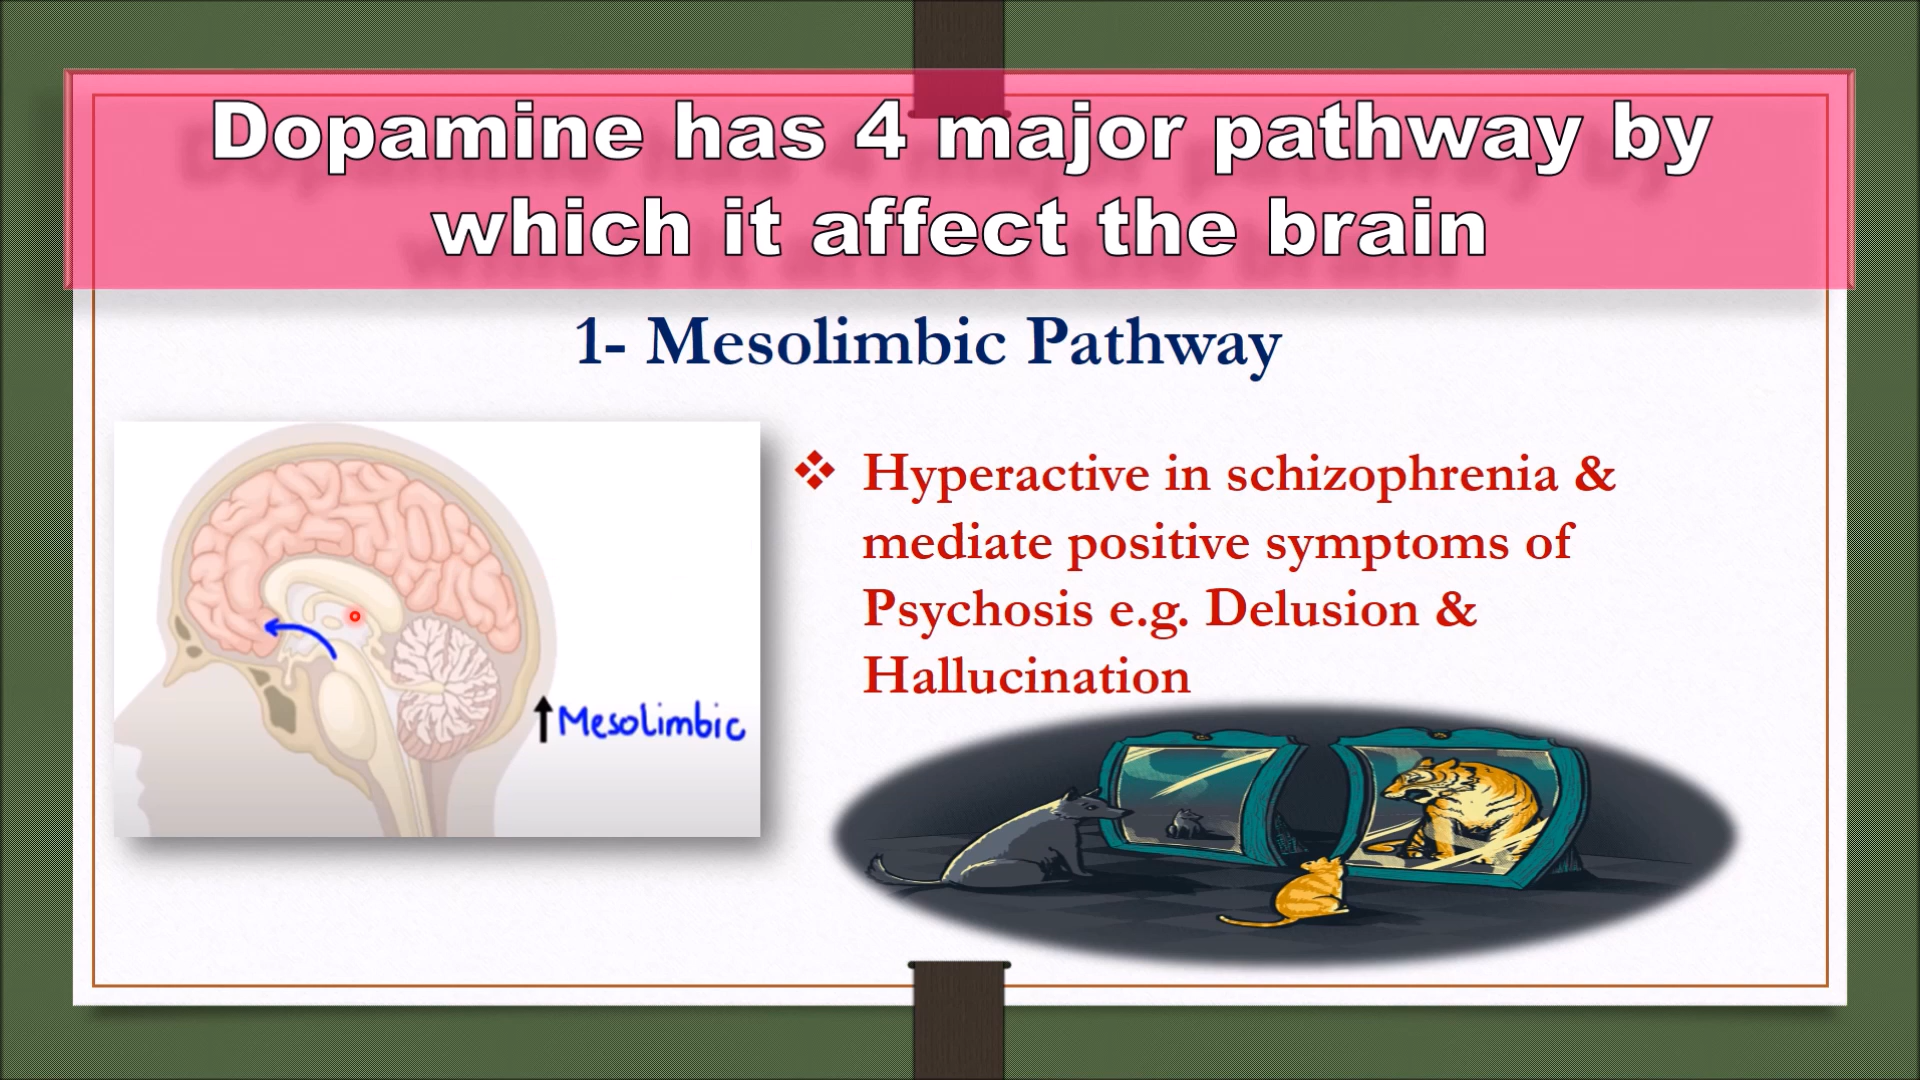 Dopamine has 4 major pathway by
which it affect the brain
1- Mesolimbic Pathway
❖ Hyperactive in schizophrenia &
mediate positive symptoms of
Psychosis e.g. Delusion &
Hallucination
↑Mesolimbic